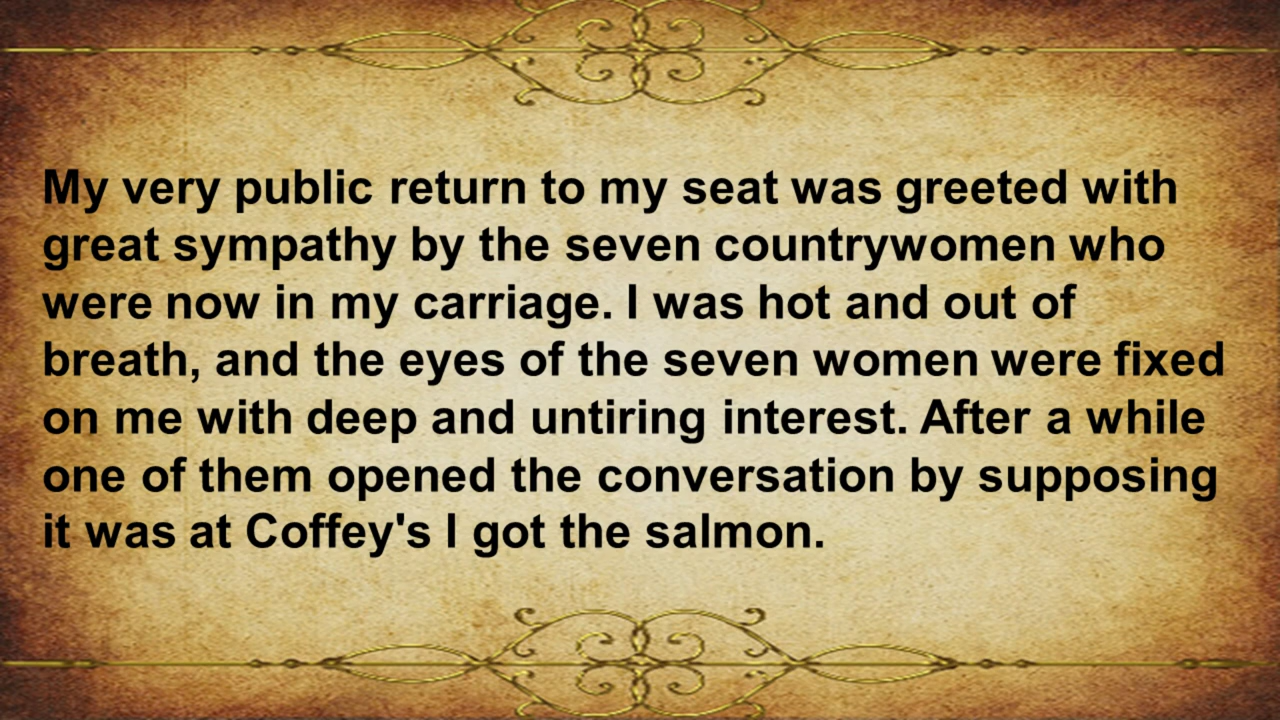 My very public return to my seat was greeted with
great sympathy by the seven countrywomen who
were now in my carriage. I was hot and out of
breath, and the eyes of the seven women were fixed
on me with deep and untiring interest. After a while
one of them opened the conversation by supposing
it was at Coffey's I got the salmon.